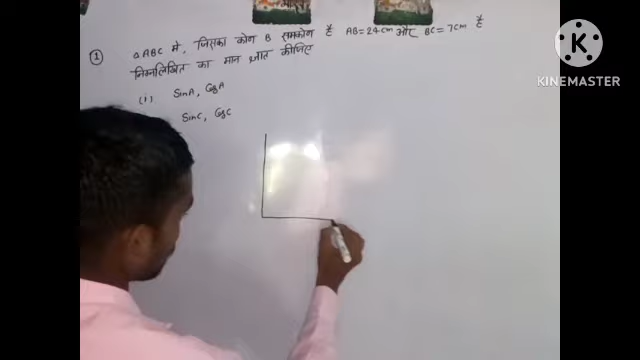 ① △ABC में, जिसका कोण B समकोण है AB = 24 cm और BC = 7 cm है
निम्नलिखित का मान ज्ञात कीजिए
(i) SinA, CosA
SinC, CosC
KINEMASTER